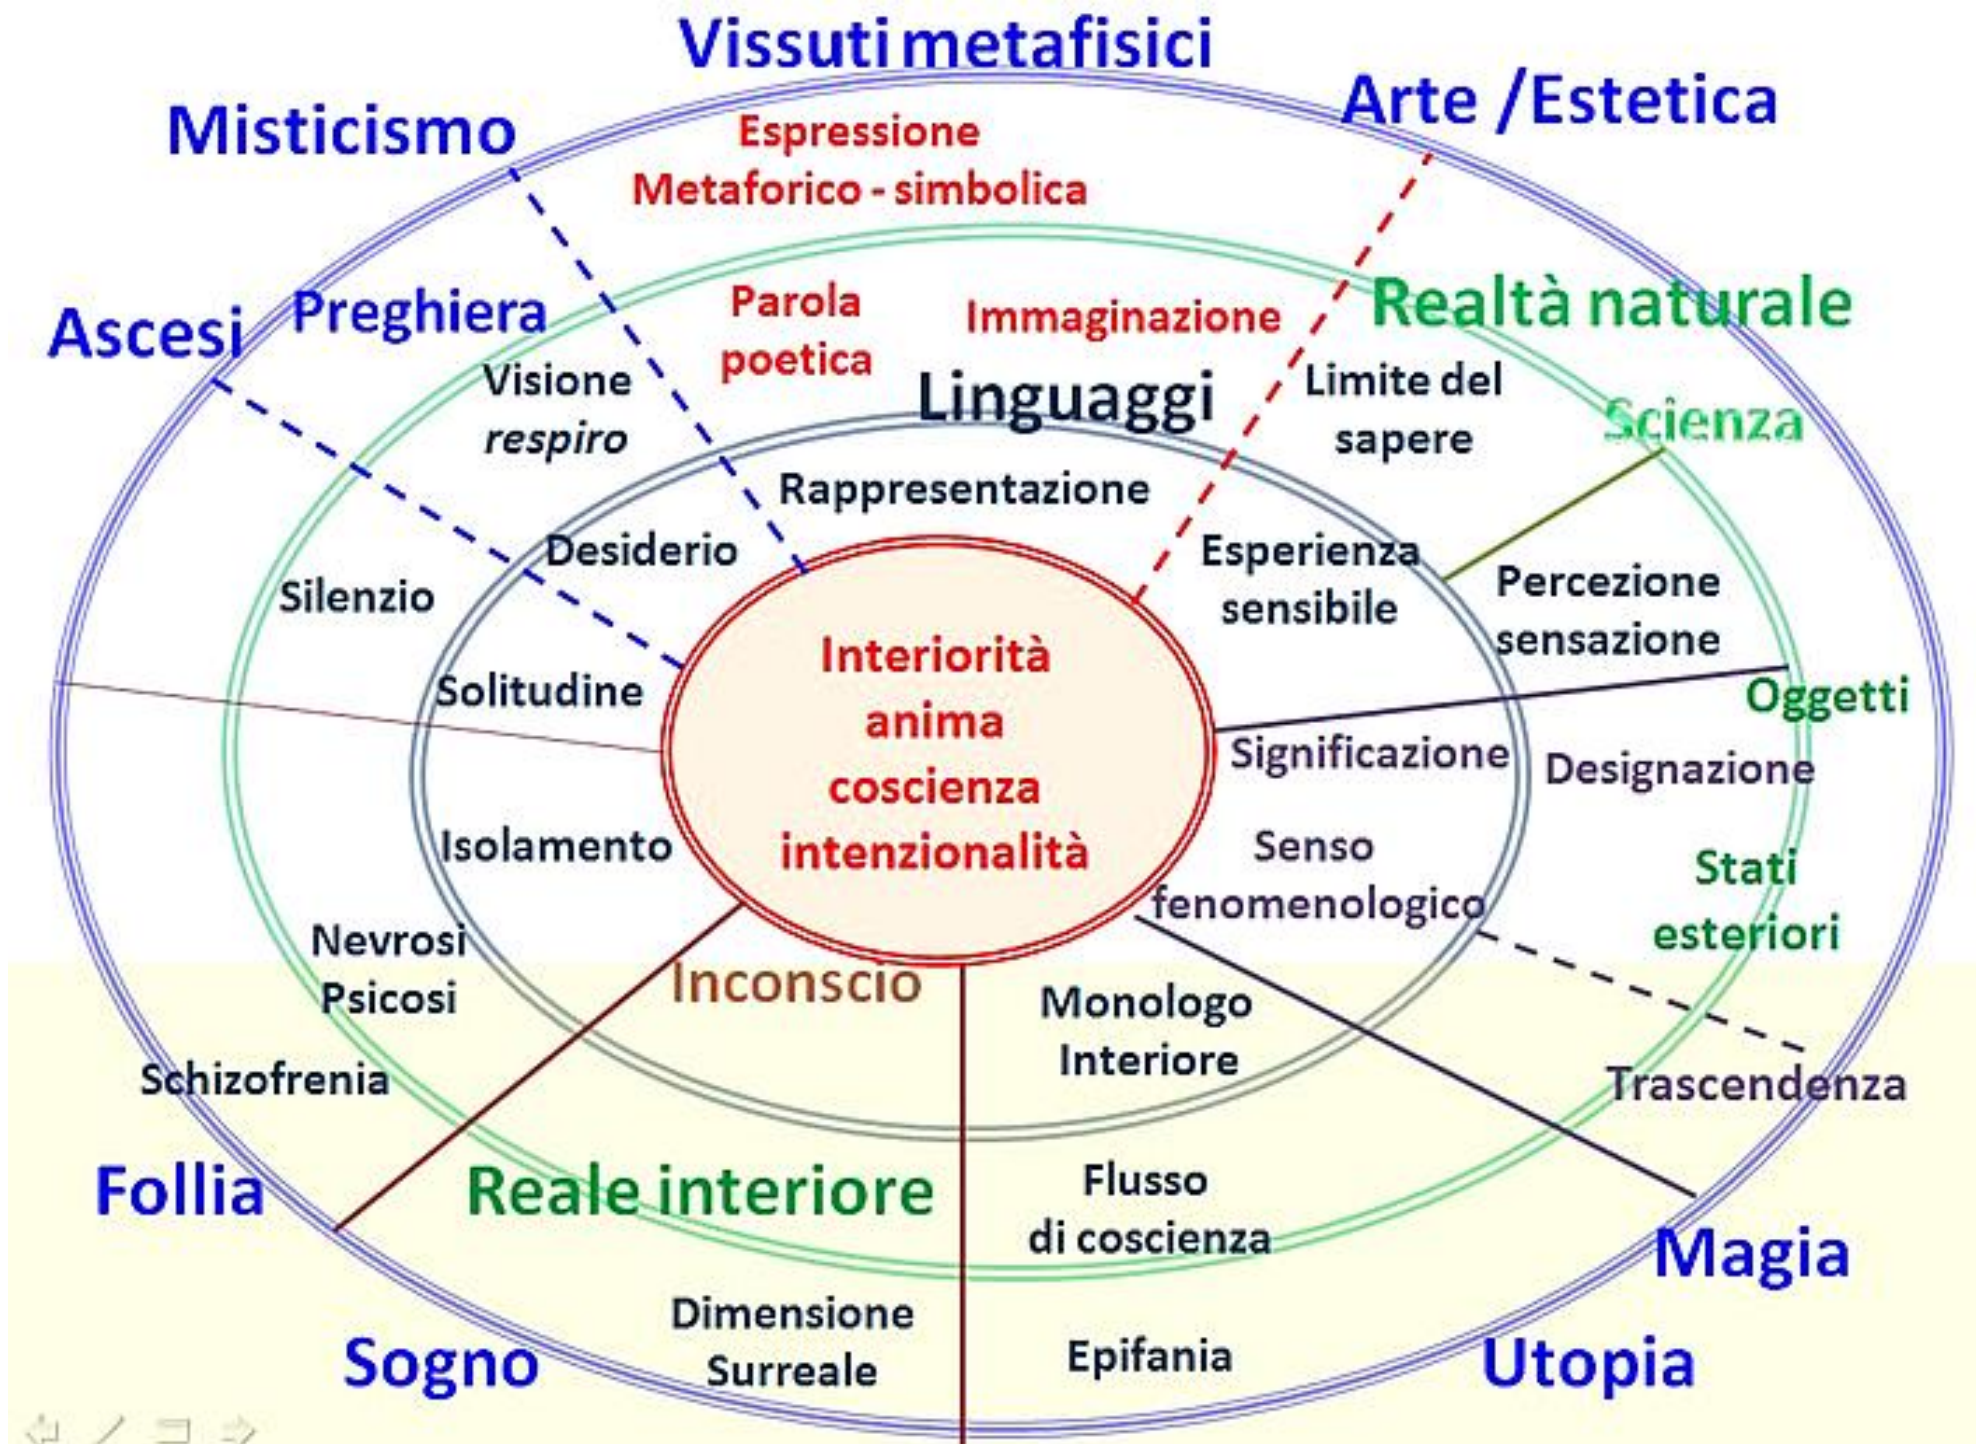 Vissuti metafisici
Misticismo
Arte /Estetica
Espressione
Metaforico - simbolica
Ascesi
Preghiera
Parola
poetica
Immaginazione
Realtà naturale
Visione
respiro
Linguaggi
Limite del
sapere
Scienza
Rappresentazione
Desiderio
Esperienza
sensibile
Percezione
sensazione
Silenzio
Solitudine
Interiorità
anima
coscienza
intenzionalità
Oggetti
Significazione
Designazione
Isolamento
Senso
fenomenologico
Stati
esteriori
Nevrosi
Psicosi
Inconscio
Monologo
Interiore
Schizofrenia
Trascendenza
Follia
Reale interiore
Flusso
di coscienza
Magia
Sogno
Dimensione
Surreale
Epifania
Utopia